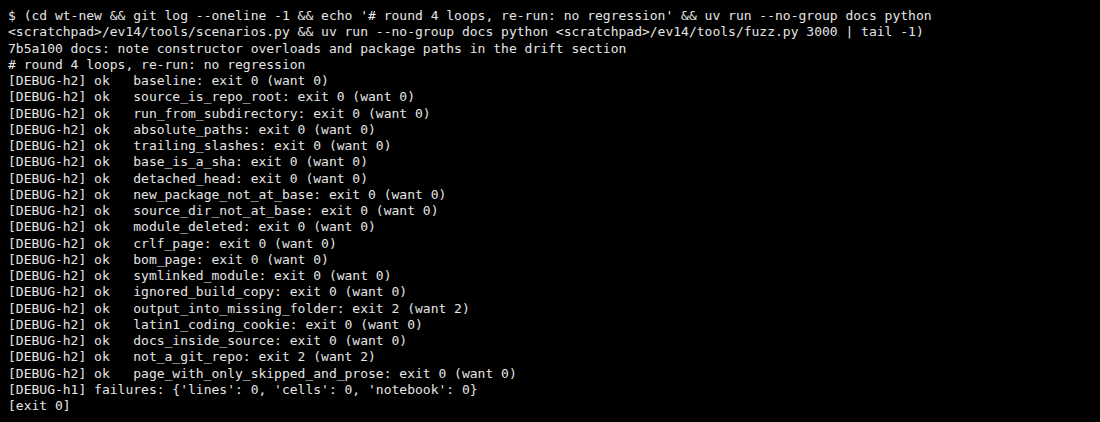 $ (cd wt-new && git log --oneline -1 && echo '# round 4 loops, re-run: no regression' && uv run --no-group docs python
<scratchpad>/ev14/tools/scenarios.py && uv run --no-group docs python <scratchpad>/ev14/tools/fuzz.py 3000 | tail -1)
7b5a100 docs: note constructor overloads and package paths in the drift section
# round 4 loops, re-run: no regression
[DEBUG-h2] ok   baseline: exit 0 (want 0)
[DEBUG-h2] ok   source_is_repo_root: exit 0 (want 0)
[DEBUG-h2] ok   run_from_subdirectory: exit 0 (want 0)
[DEBUG-h2] ok   absolute_paths: exit 0 (want 0)
[DEBUG-h2] ok   trailing_slashes: exit 0 (want 0)
[DEBUG-h2] ok   base_is_a_sha: exit 0 (want 0)
[DEBUG-h2] ok   detached_head: exit 0 (want 0)
[DEBUG-h2] ok   new_package_not_at_base: exit 0 (want 0)
[DEBUG-h2] ok   source_dir_not_at_base: exit 0 (want 0)
[DEBUG-h2] ok   module_deleted: exit 0 (want 0)
[DEBUG-h2] ok   crlf_page: exit 0 (want 0)
[DEBUG-h2] ok   bom_page: exit 0 (want 0)
[DEBUG-h2] ok   symlinked_module: exit 0 (want 0)
[DEBUG-h2] ok   ignored_build_copy: exit 0 (want 0)
[DEBUG-h2] ok   output_into_missing_folder: exit 2 (want 2)
[DEBUG-h2] ok   latin1_coding_cookie: exit 0 (want 0)
[DEBUG-h2] ok   docs_inside_source: exit 0 (want 0)
[DEBUG-h2] ok   not_a_git_repo: exit 2 (want 2)
[DEBUG-h2] ok   page_with_only_skipped_and_prose: exit 0 (want 0)
[DEBUG-h1] failures: {'lines': 0, 'cells': 0, 'notebook': 0}
[exit 0]